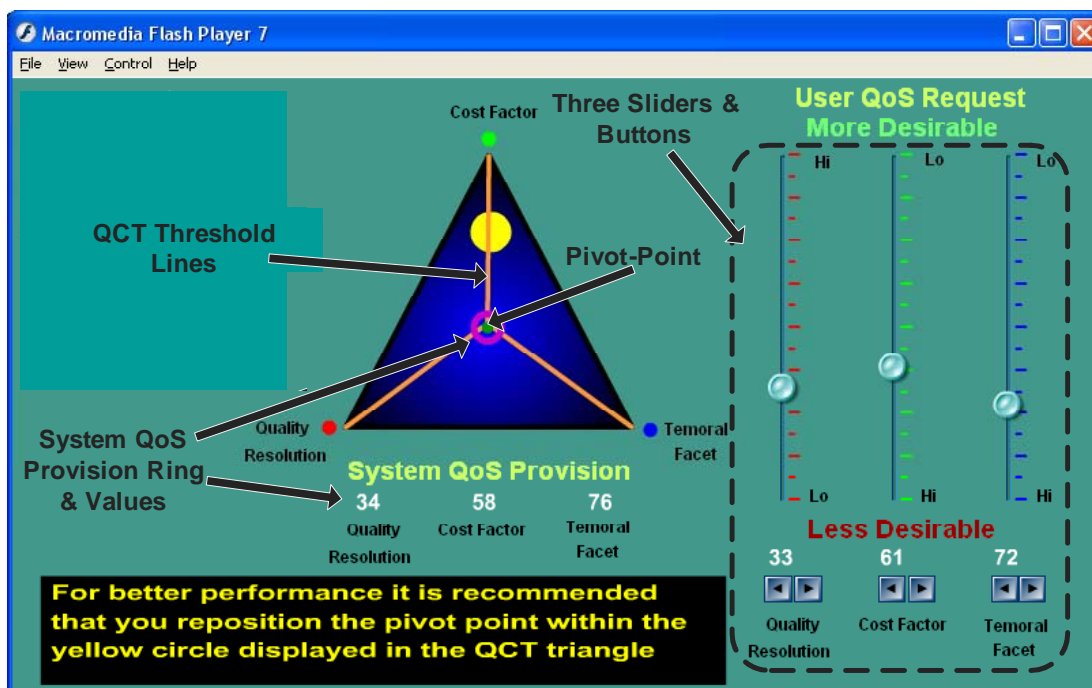 Macromedia Flash Player 7
File View Control Help
Three Sliders &
Buttons
User QoS Request
More Desirable
Cost Factor
Hi
Lo
Lo
QCT Threshold
Lines
Pivot-Point
System QoS
Provision Ring
& Values
Quality
Resolution
Temoral
Facet
System QoS Provision
34 58 76
Quality
Resolution
Cost Factor
Temoral
Facet
Lo
Hi
Hi
Less Desirable
33 61 72
Quality
Resolution
Cost Factor
Temoral
Facet
For better performance it is recommended
that you reposition the pivot point within the
yellow circle displayed in the QCT triangle